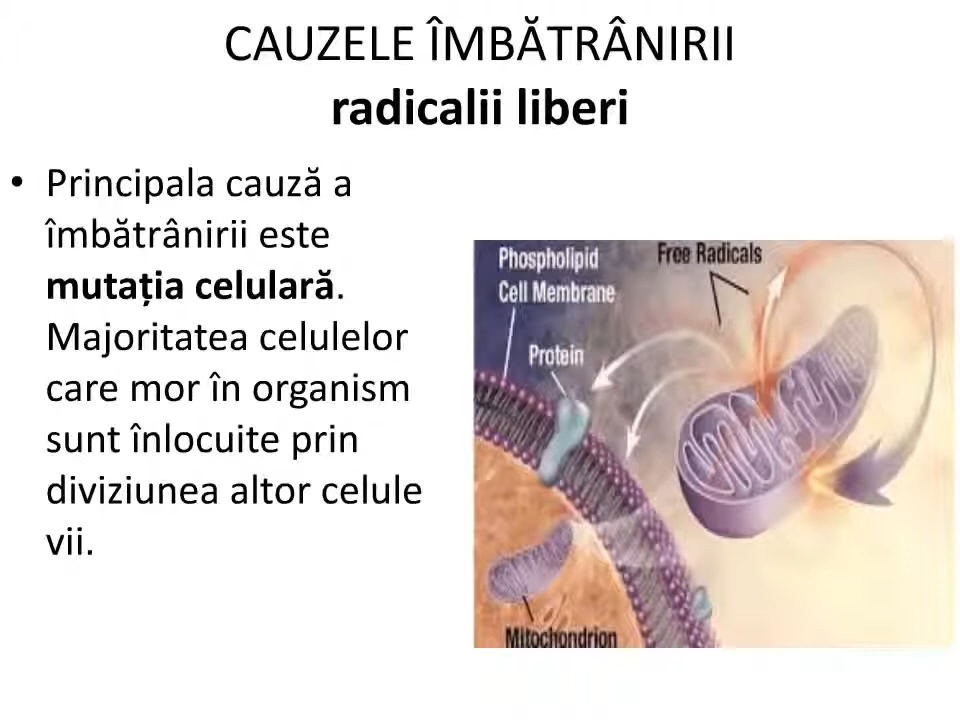 CAUZELE ÎMBĂTRÂNIRII
radicalii liberi
• Principala cauză a
îmbătrânirii este
mutația celulară.
Majoritatea celulelor
care mor în organism
sunt înlocuite prin
diviziunea altor celule
vii.
Phospholipid
Cell Membrane
Free Radicals
Protein
Mitochondrion